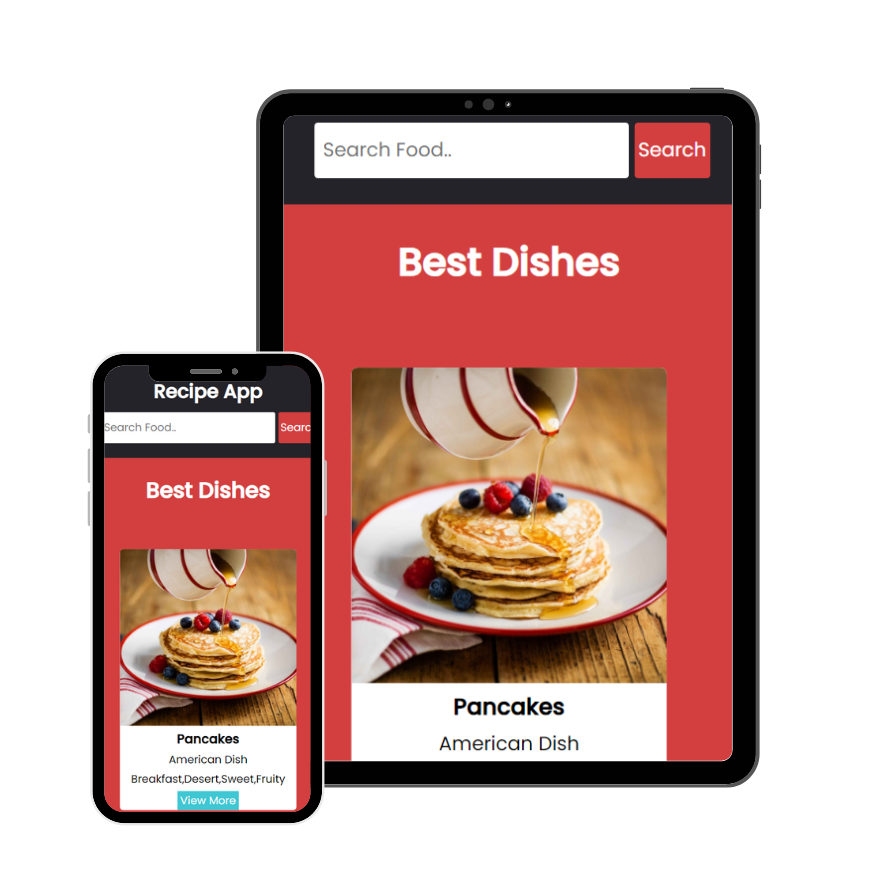 Search Food..
Search
Best Dishes
Pancakes
American Dish
Recipe App
Search Food..
Searc
Best Dishes
Pancakes
American Dish
Breakfast,Desert,Sweet,Fruity
View More